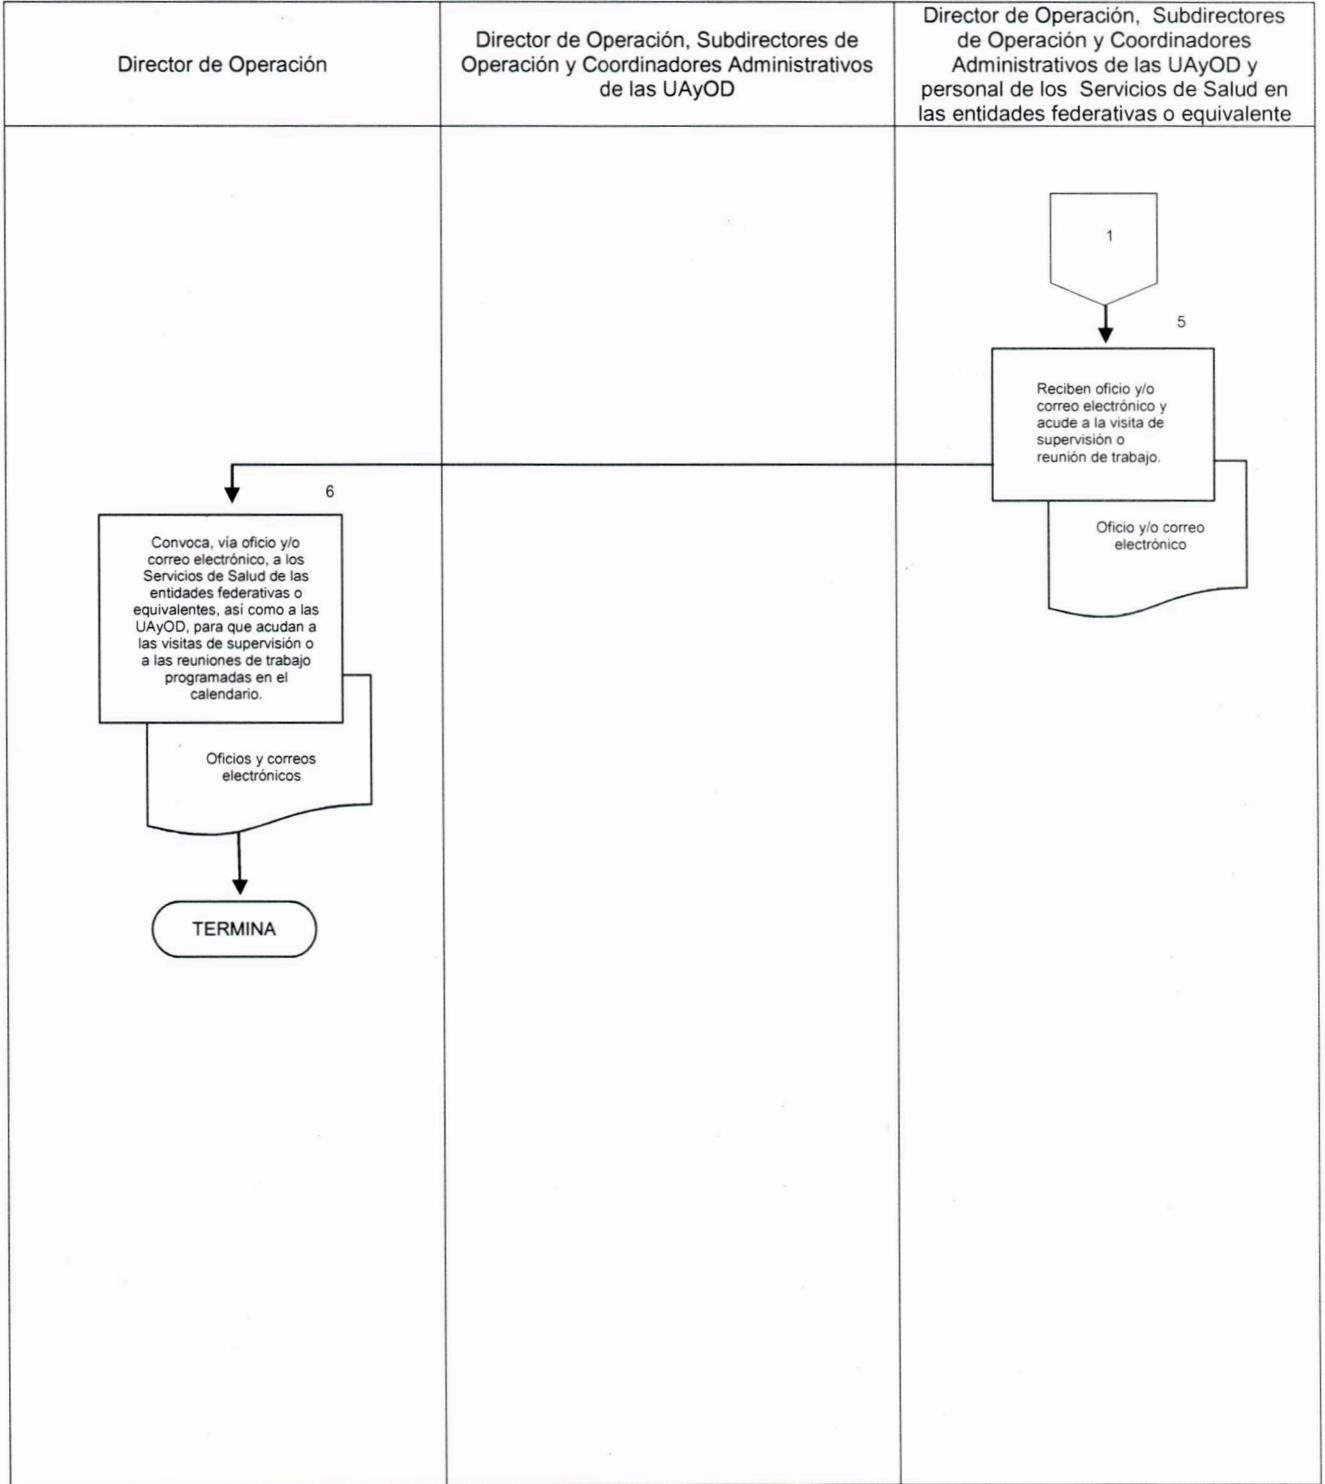 Director de Operación
Director de Operación, Subdirectores de
Operación y Coordinadores Administrativos
de las UAyOD
Director de Operación, Subdirectores
de Operación y Coordinadores
Administrativos de las UAyOD y
personal de los Servicios de Salud en
las entidades federativas o equivalente
1
5
Reciben oficio y/o
correo electrónico y
acude a la visita de
supervisión o
reunión de trabajo.
Oficio y/o correo
electrónico
6
Convoca, vía oficio y/o
correo electrónico, a los
Servicios de Salud de las
entidades federativas o
equivalentes, así como a las
UAyOD, para que acudan a
las visitas de supervisión o
a las reuniones de trabajo
programadas en el
calendario.
Oficios y correos
electrónicos
TERMINA